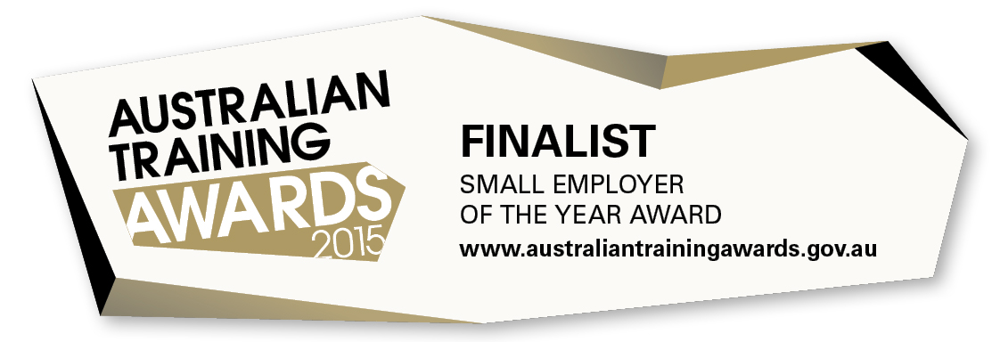 AUSTRALIAN
TRAINING
AWARDS
2015
FINALIST
SMALL EMPLOYER
OF THE YEAR AWARD
www.australiantrainingawards.gov.au